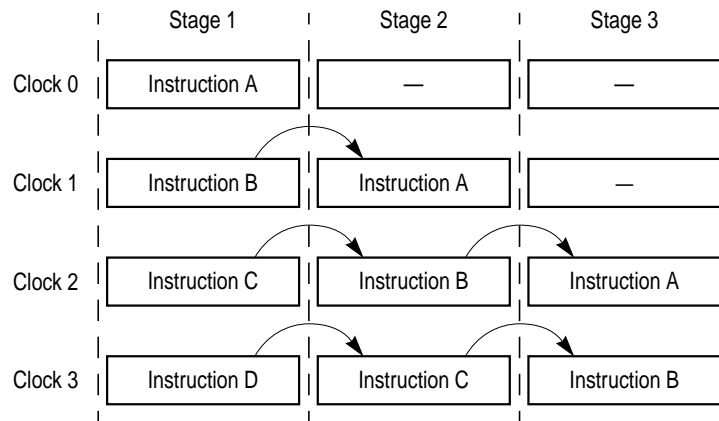 Stage 1 Stage 2 Stage 3
Clock 0 Instruction A — —
Clock 1 Instruction B Instruction A —
Clock 2 Instruction C Instruction B Instruction A
Clock 3 Instruction D Instruction C Instruction B